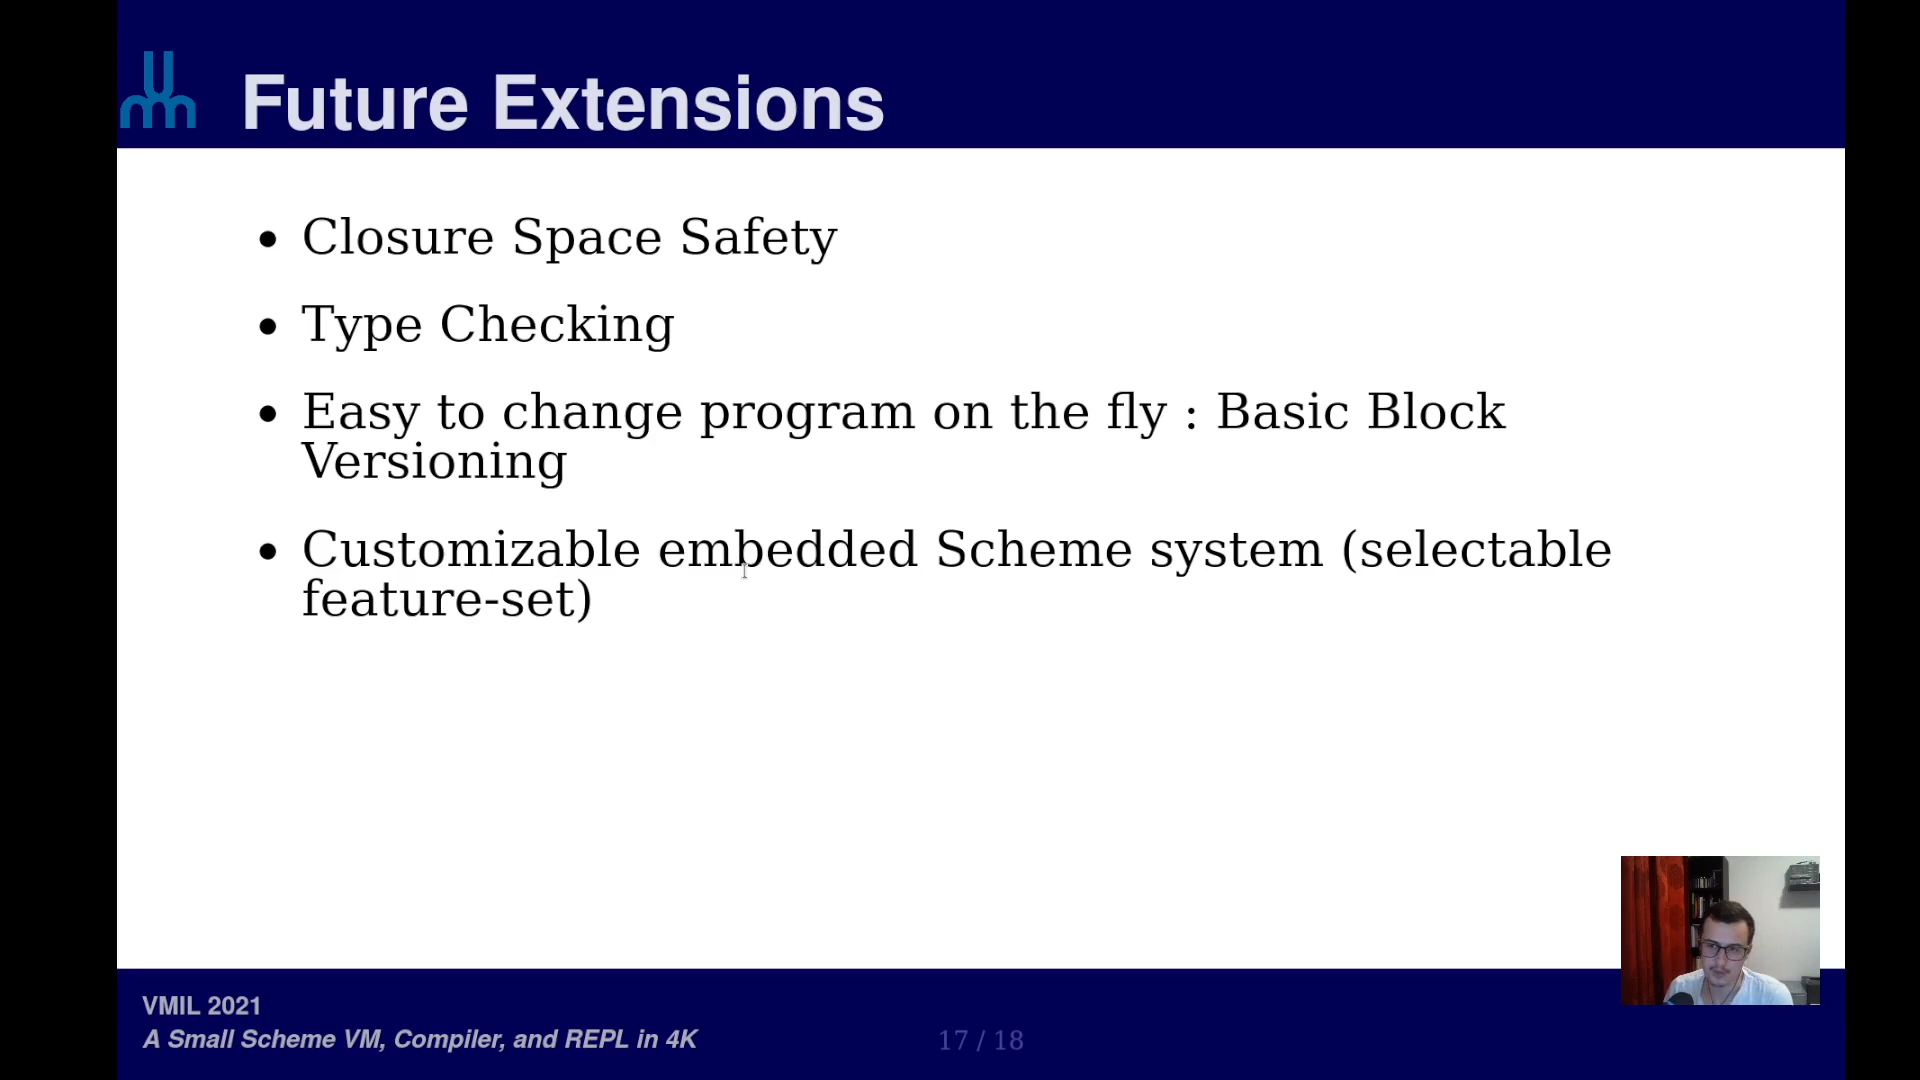 Future Extensions
• Closure Space Safety
• Type Checking
• Easy to change program on the fly : Basic Block
Versioning
• Customizable embedded Scheme system (selectable
feature-set)
VMIL 2021
A Small Scheme VM, Compiler, and REPL in 4K
17 / 18